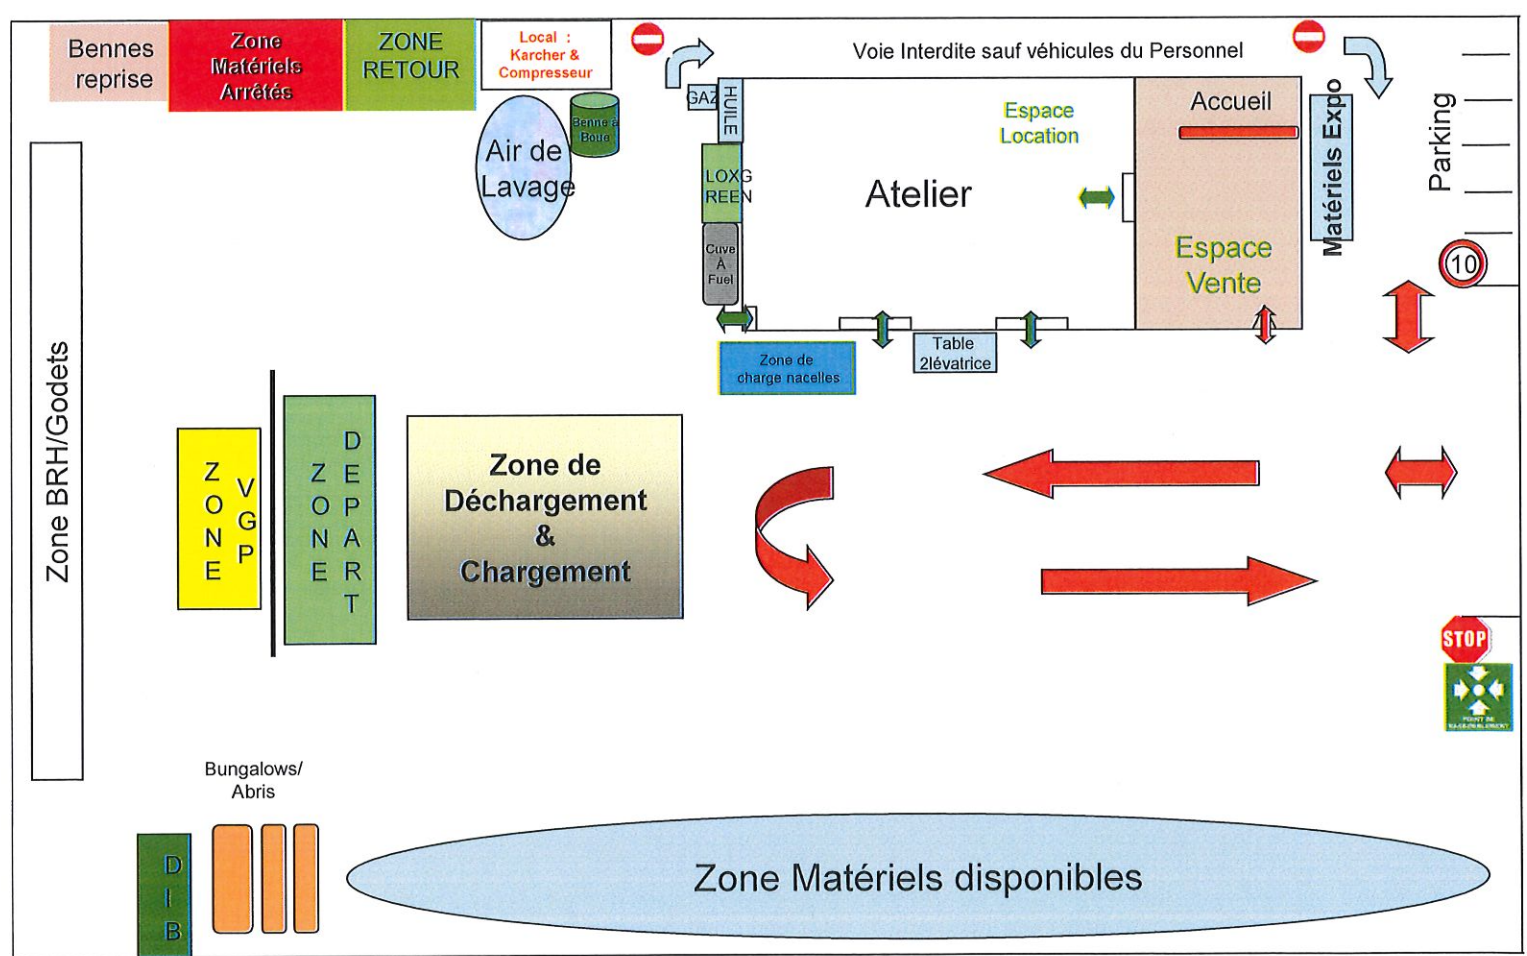 Bennes
reprise
Zone
Matériels
Arrêtés
ZONE
RETOUR
Local :
Karcher &
Compresseur
Voie Interdite sauf véhicules du Personnel
GAZ
HUILE
Benne à
Boue
Air de
Lavage
LOXG
REEN
Cuve
À
Fuel
Atelier
Espace
Location
Accueil
Espace
Vente
Matériels Expo
Parking
10
Zone de
charge nacelles
Table
2lévatrice
Zone BRH/Godets
ZONE
VGP
ZONE
DEPART
Zone de
Déchargement
&
Chargement
STOP
POINT DE
RASSEMBLEMENT
Bungalows/
Abris
DIB
Zone Matériels disponibles